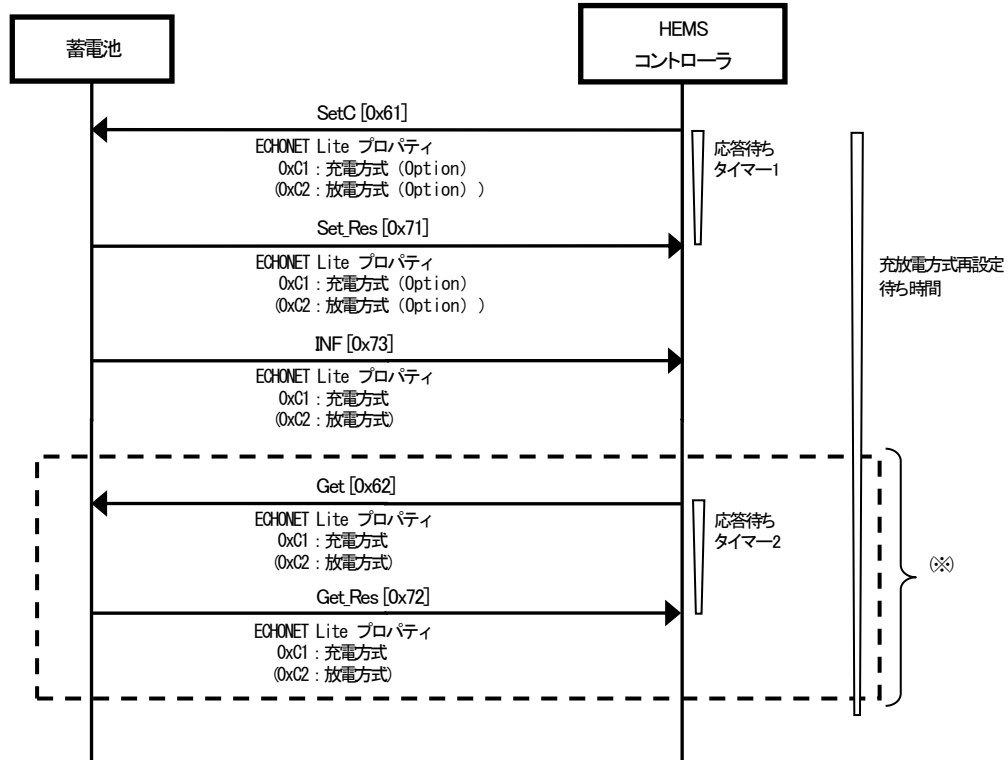 蓄電池
HEMS
コントローラ
SetC [0x61]
ECHONET Lite プロパティ
0xC1：充電方式（Option）
(0xC2：放電方式（Option）)
応答待ち
タイマー1
Set_Res [0x71]
ECHONET Lite プロパティ
0xC1：充電方式（Option）
(0xC2：放電方式（Option）)
充放電方式再設定
待ち時間
INF [0x73]
ECHONET Lite プロパティ
0xC1：充電方式
(0xC2：放電方式)
Get [0x62]
ECHONET Lite プロパティ
0xC1：充電方式
(0xC2：放電方式)
応答待ち
タイマー2
(※)
Get_Res [0x72]
ECHONET Lite プロパティ
0xC1：充電方式
(0xC2：放電方式)